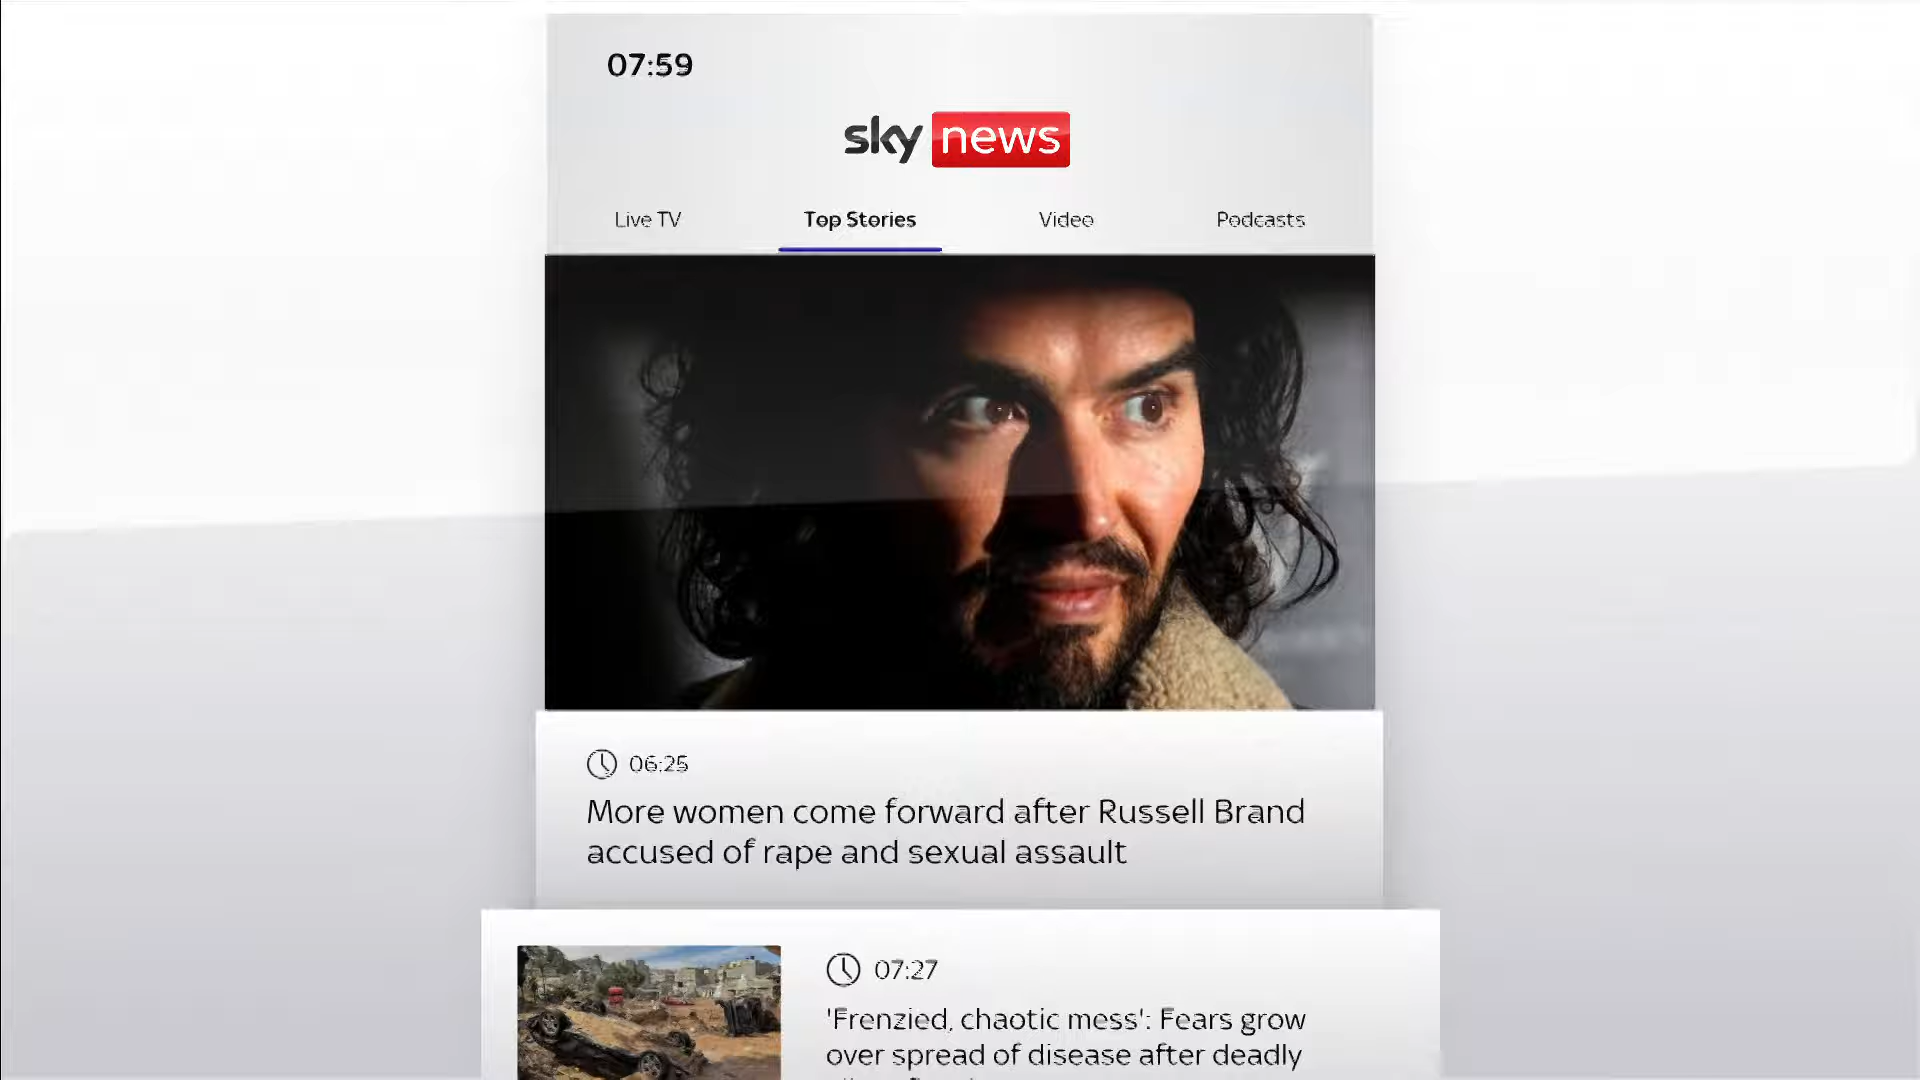 07:59
sky news
Live TV
Top Stories
Video
Podcasts
06:25
More women come forward after Russell Brand
accused of rape and sexual assault
07:27
'Frenzied, chaotic mess': Fears grow
over spread of disease after deadly